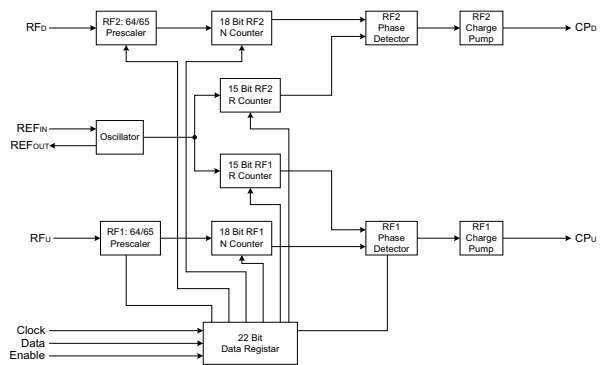 RFD
RF2: 64/65
Prescaler
18 Bit RF2
N Counter
RF2
Phase
Detector
RF2
Charge
Pump
CPD
15 Bit RF2
R Counter
REFIN
REFOUT
Oscillator
15 Bit RF1
R Counter
RFU
RF1: 64/65
Prescaler
18 Bit RF1
N Counter
RF1
Phase
Detector
RF1
Charge
Pump
CPU
Clock
Data
Enable
22 Bit
Data Registar